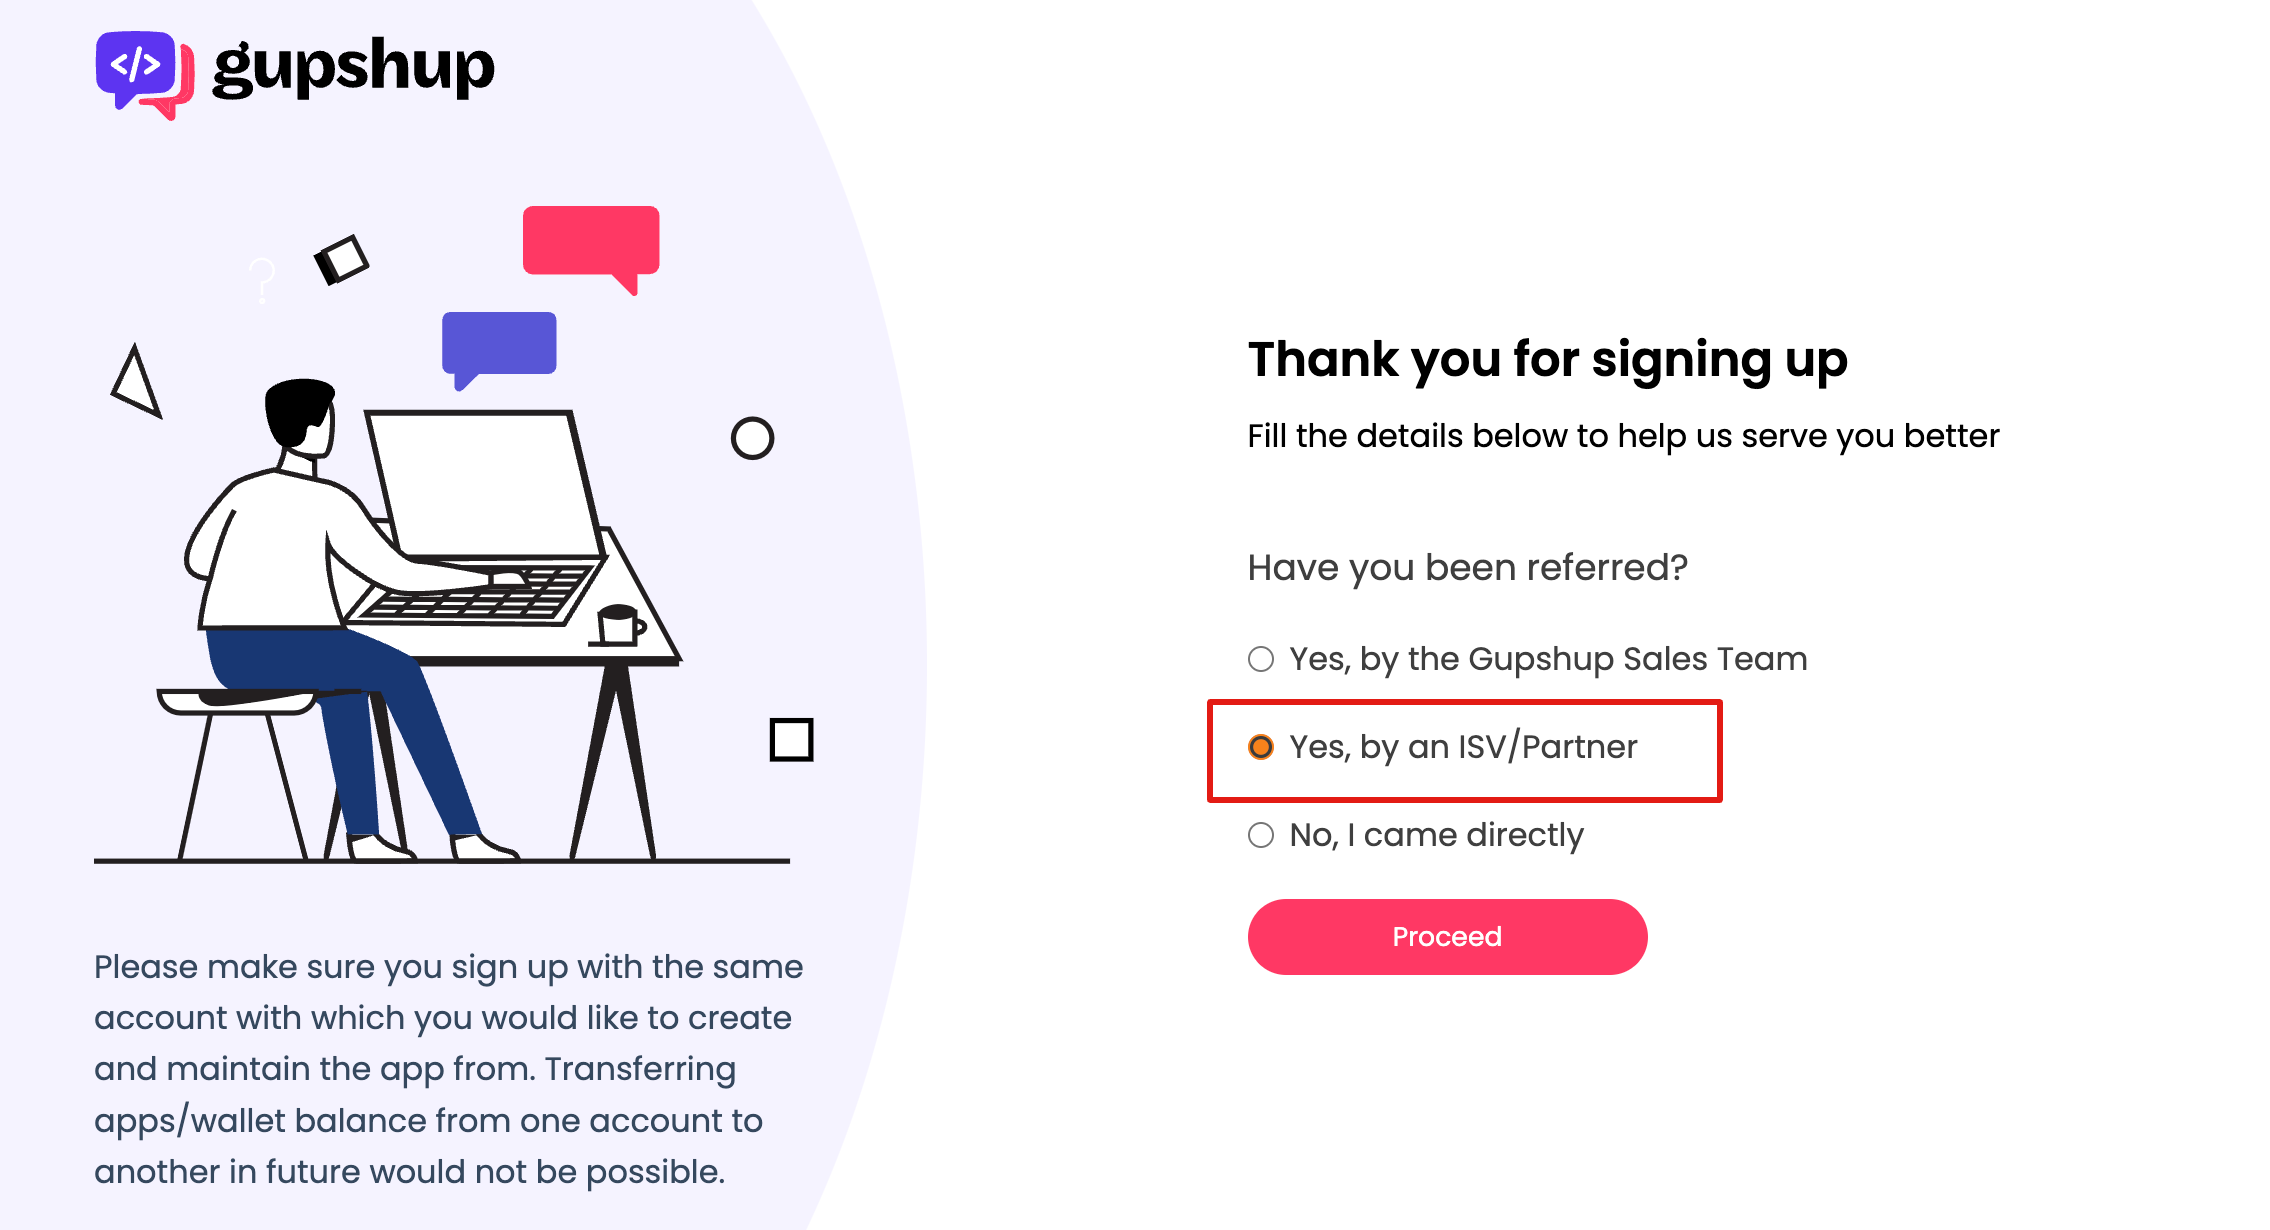 </> gupshup
?
Please make sure you sign up with the same
account with which you would like to create
and maintain the app from. Transferring
apps/wallet balance from one account to
another in future would not be possible.
Thank you for signing up
Fill the details below to help us serve you better
Have you been referred?
Yes, by the Gupshup Sales Team
Yes, by an ISV/Partner
No, I came directly
Proceed